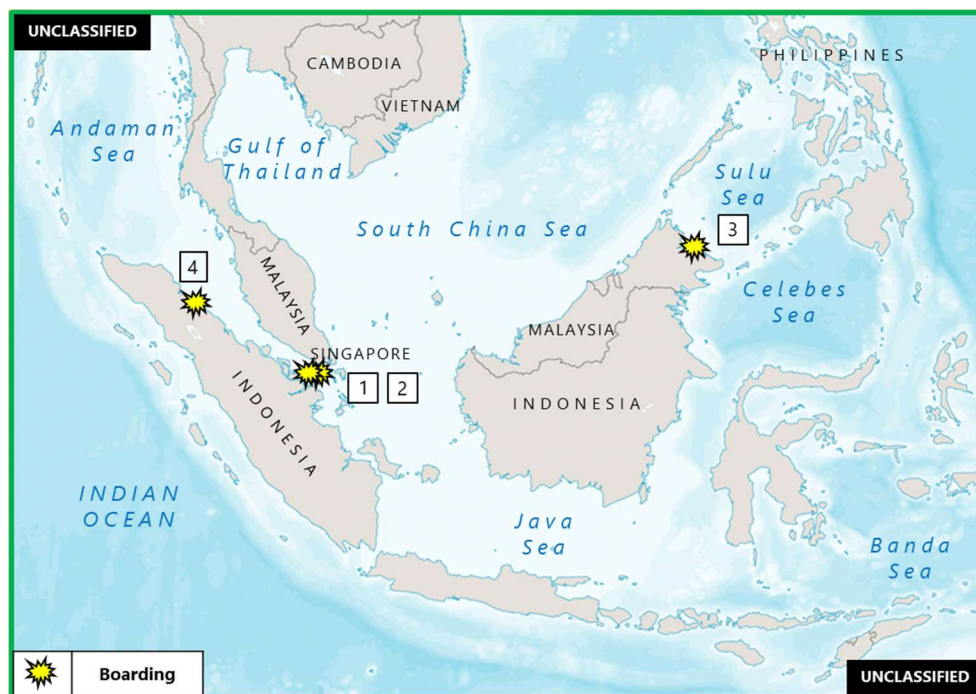 UNCLASSIFIED
PHILIPPINES
CAMBODIA
VIETNAM
Andaman
Sea
Gulf of
Thailand
Sulu
Sea
South China Sea
3
4
MALAYSIA
Celebes
Sea
MALAYSIA
SINGAPORE
1
2
INDONESIA
INDONESIA
INDIAN
OCEAN
Java
Sea
Banda
Sea
Boarding
UNCLASSIFIED